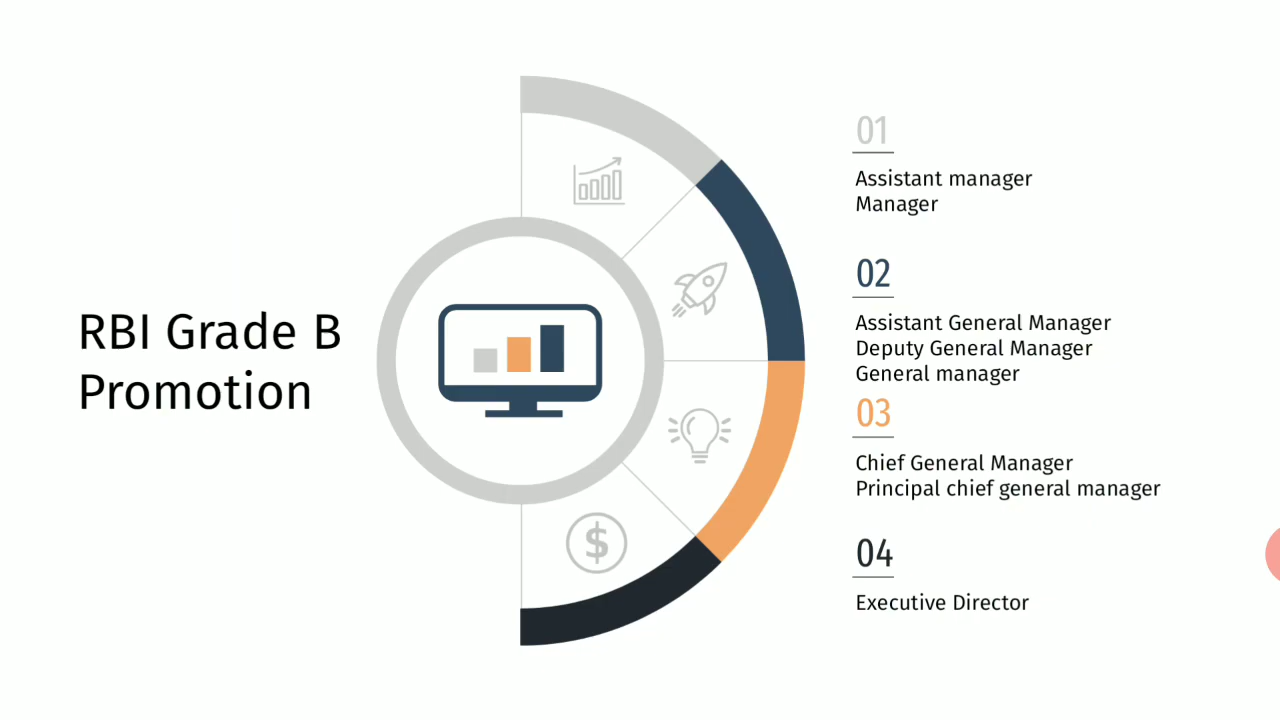 RBI Grade B
Promotion
01
Assistant manager
Manager
02
Assistant General Manager
Deputy General Manager
General manager
03
Chief General Manager
Principal chief general manager
04
Executive Director
$